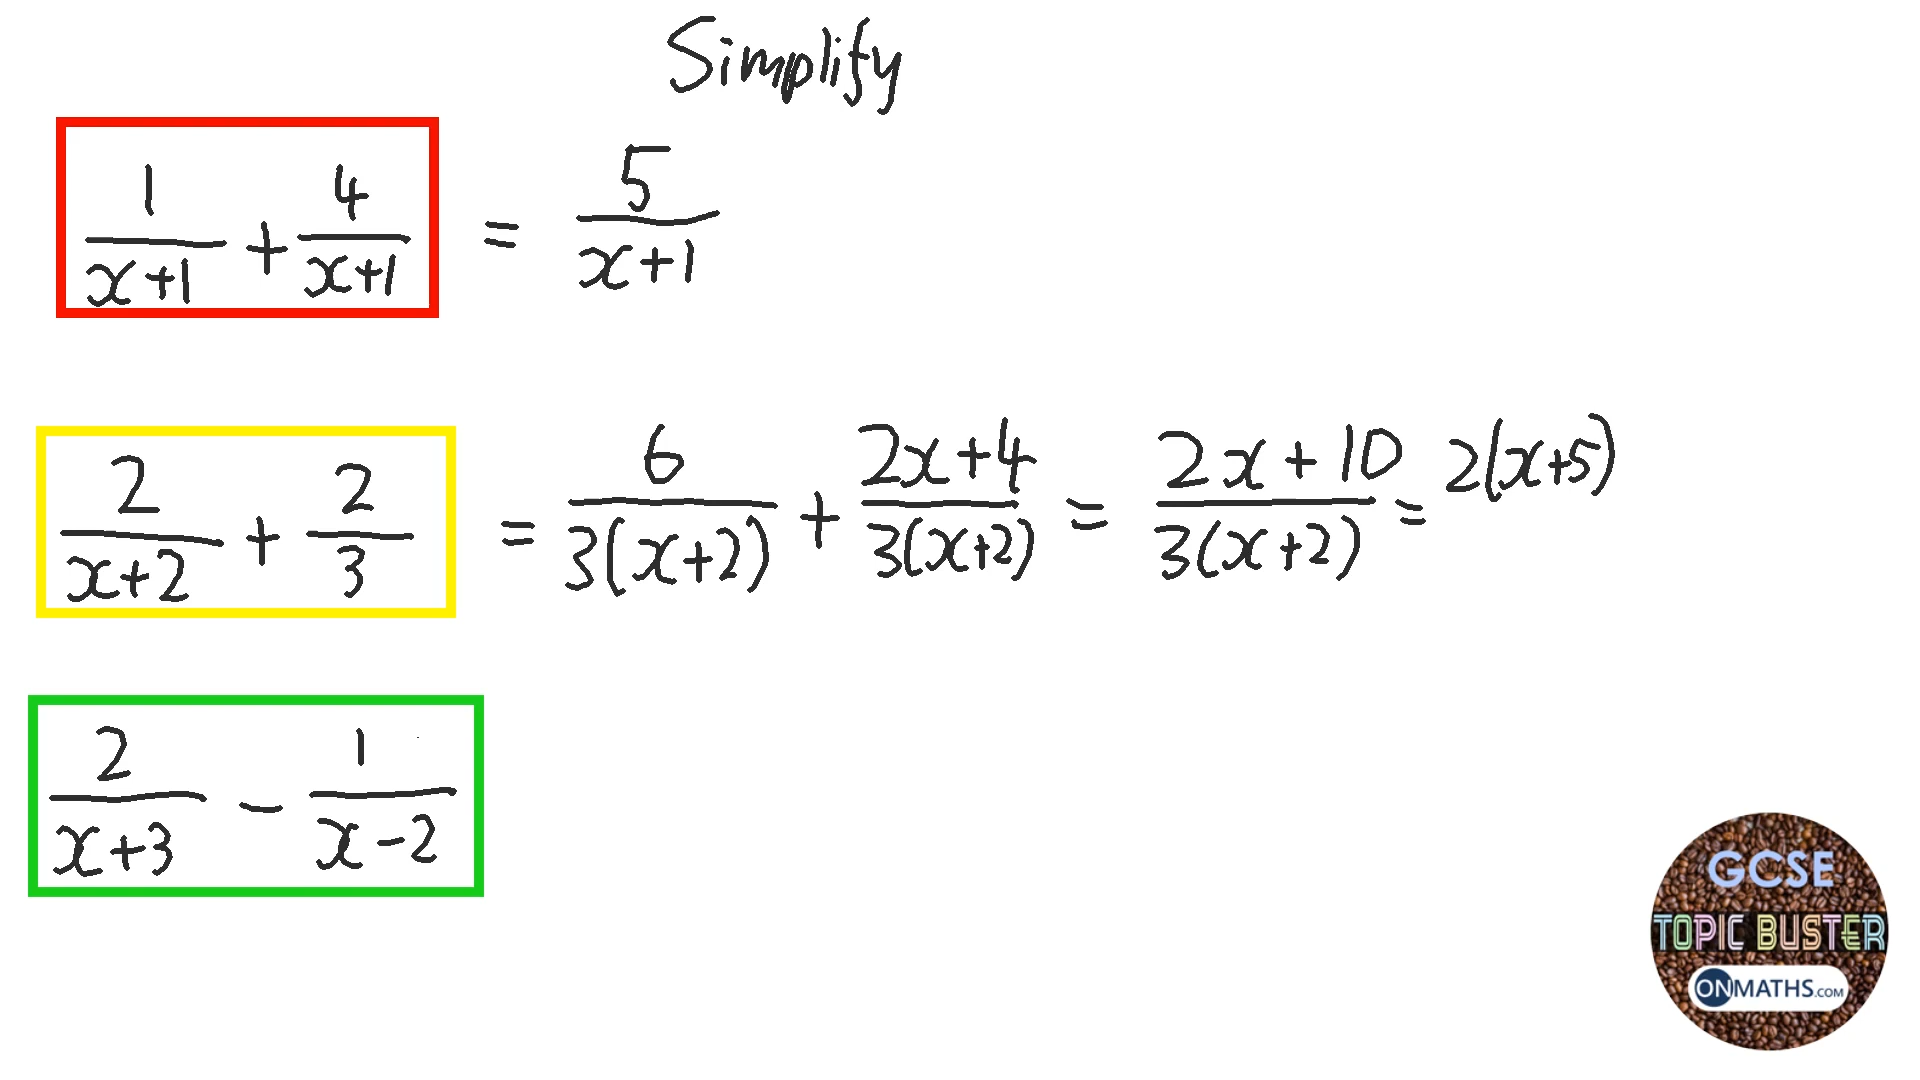 Simplify
1/(x+1) + 4/(x+1) = 5/(x+1)
2/(x+2) + 2/3 = 6/3(x+2) + (2x+4)/3(x+2) = (2x+10)/3(x+2) = 2(x+5)
2/(x+3) - 1/(x-2)
GCSE
TOPIC BUSTER
ONMATHS.COM